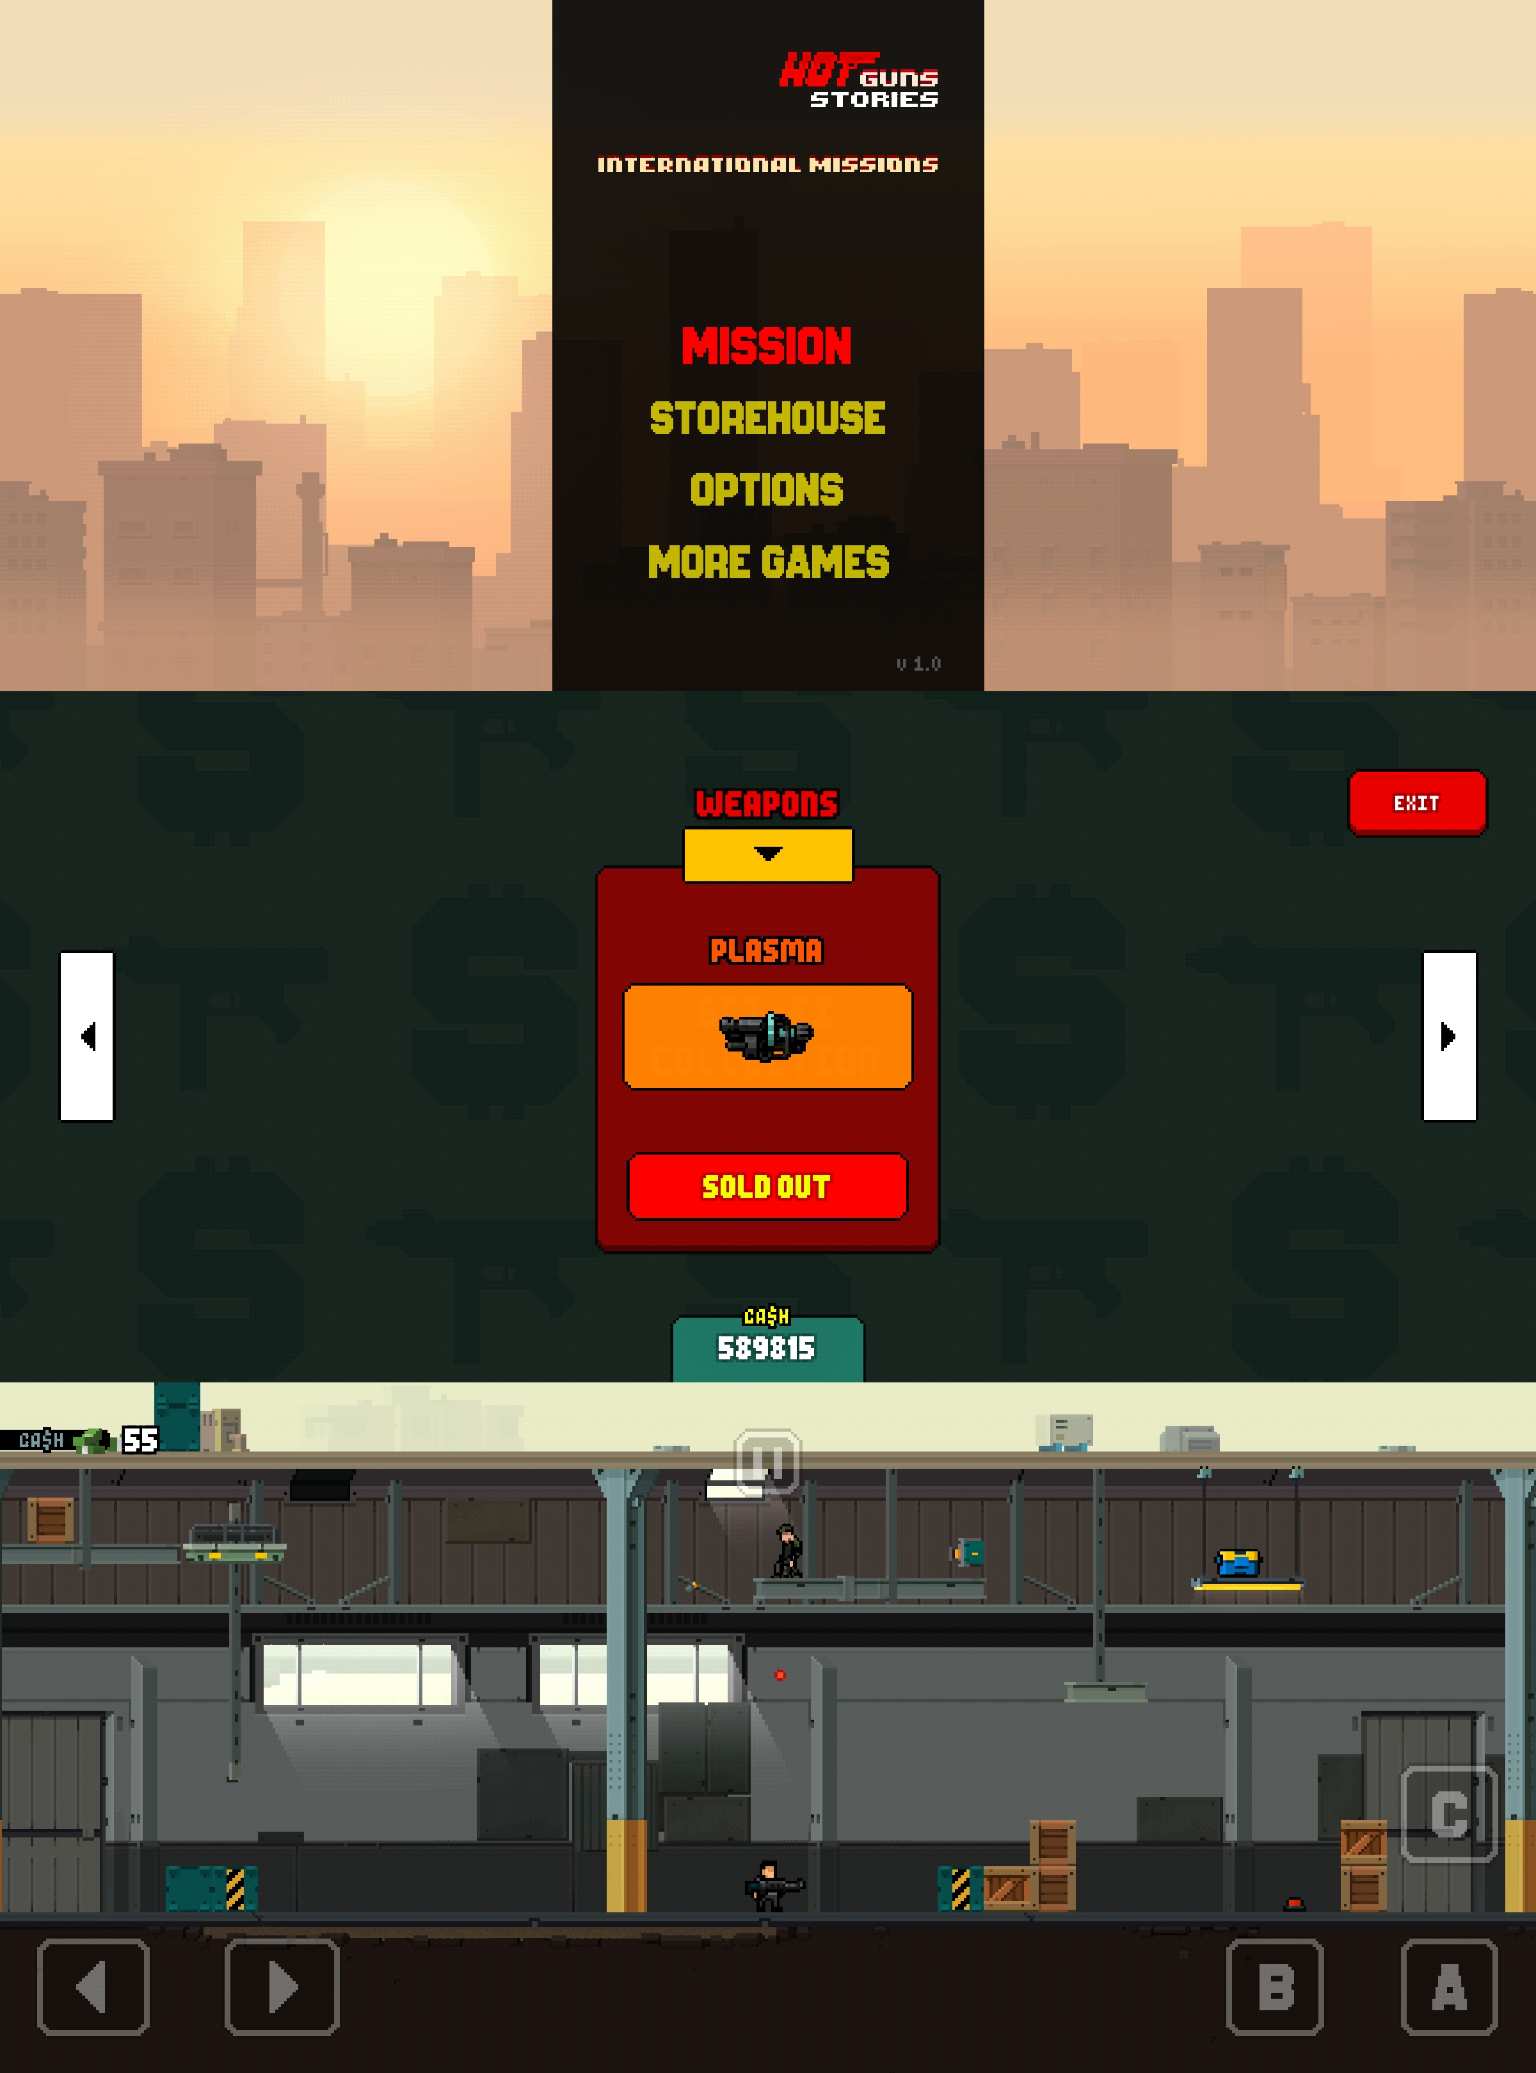 HOT GUNS
STORIES
INTERNATIONAL MISSIONS
MISSION
STOREHOUSE
OPTIONS
MORE GAMES
v 1.0
WEAPONS
EXIT
PLASMA
SOLD OUT
CA$H
589815
CA$H 55
C
B A